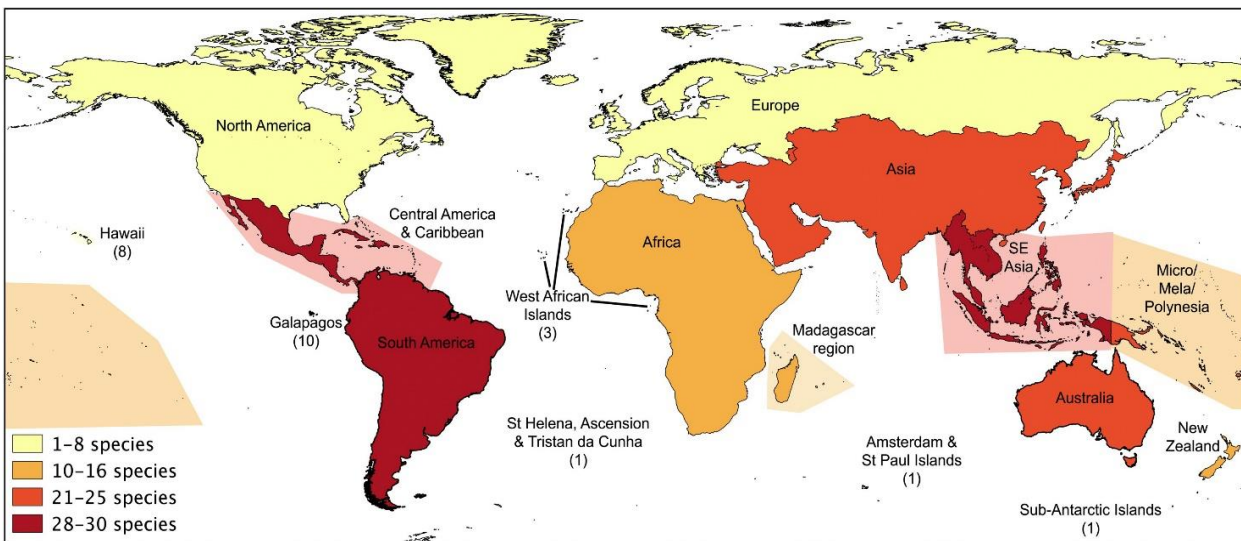 North America
Europe
Asia
Central America
& Caribbean
Hawaii
(8)
Africa
SE
Asia
Micro/
Mela/
Polynesia
West African
Islands
(3)
Galapagos
(10)
South America
Madagascar
region
Australia
St Helena, Ascension
& Tristan da Cunha
(1)
Amsterdam &
St Paul Islands
(1)
New
Zealand
Sub-Antarctic Islands
(1)
1–8 species
10–16 species
21–25 species
28–30 species